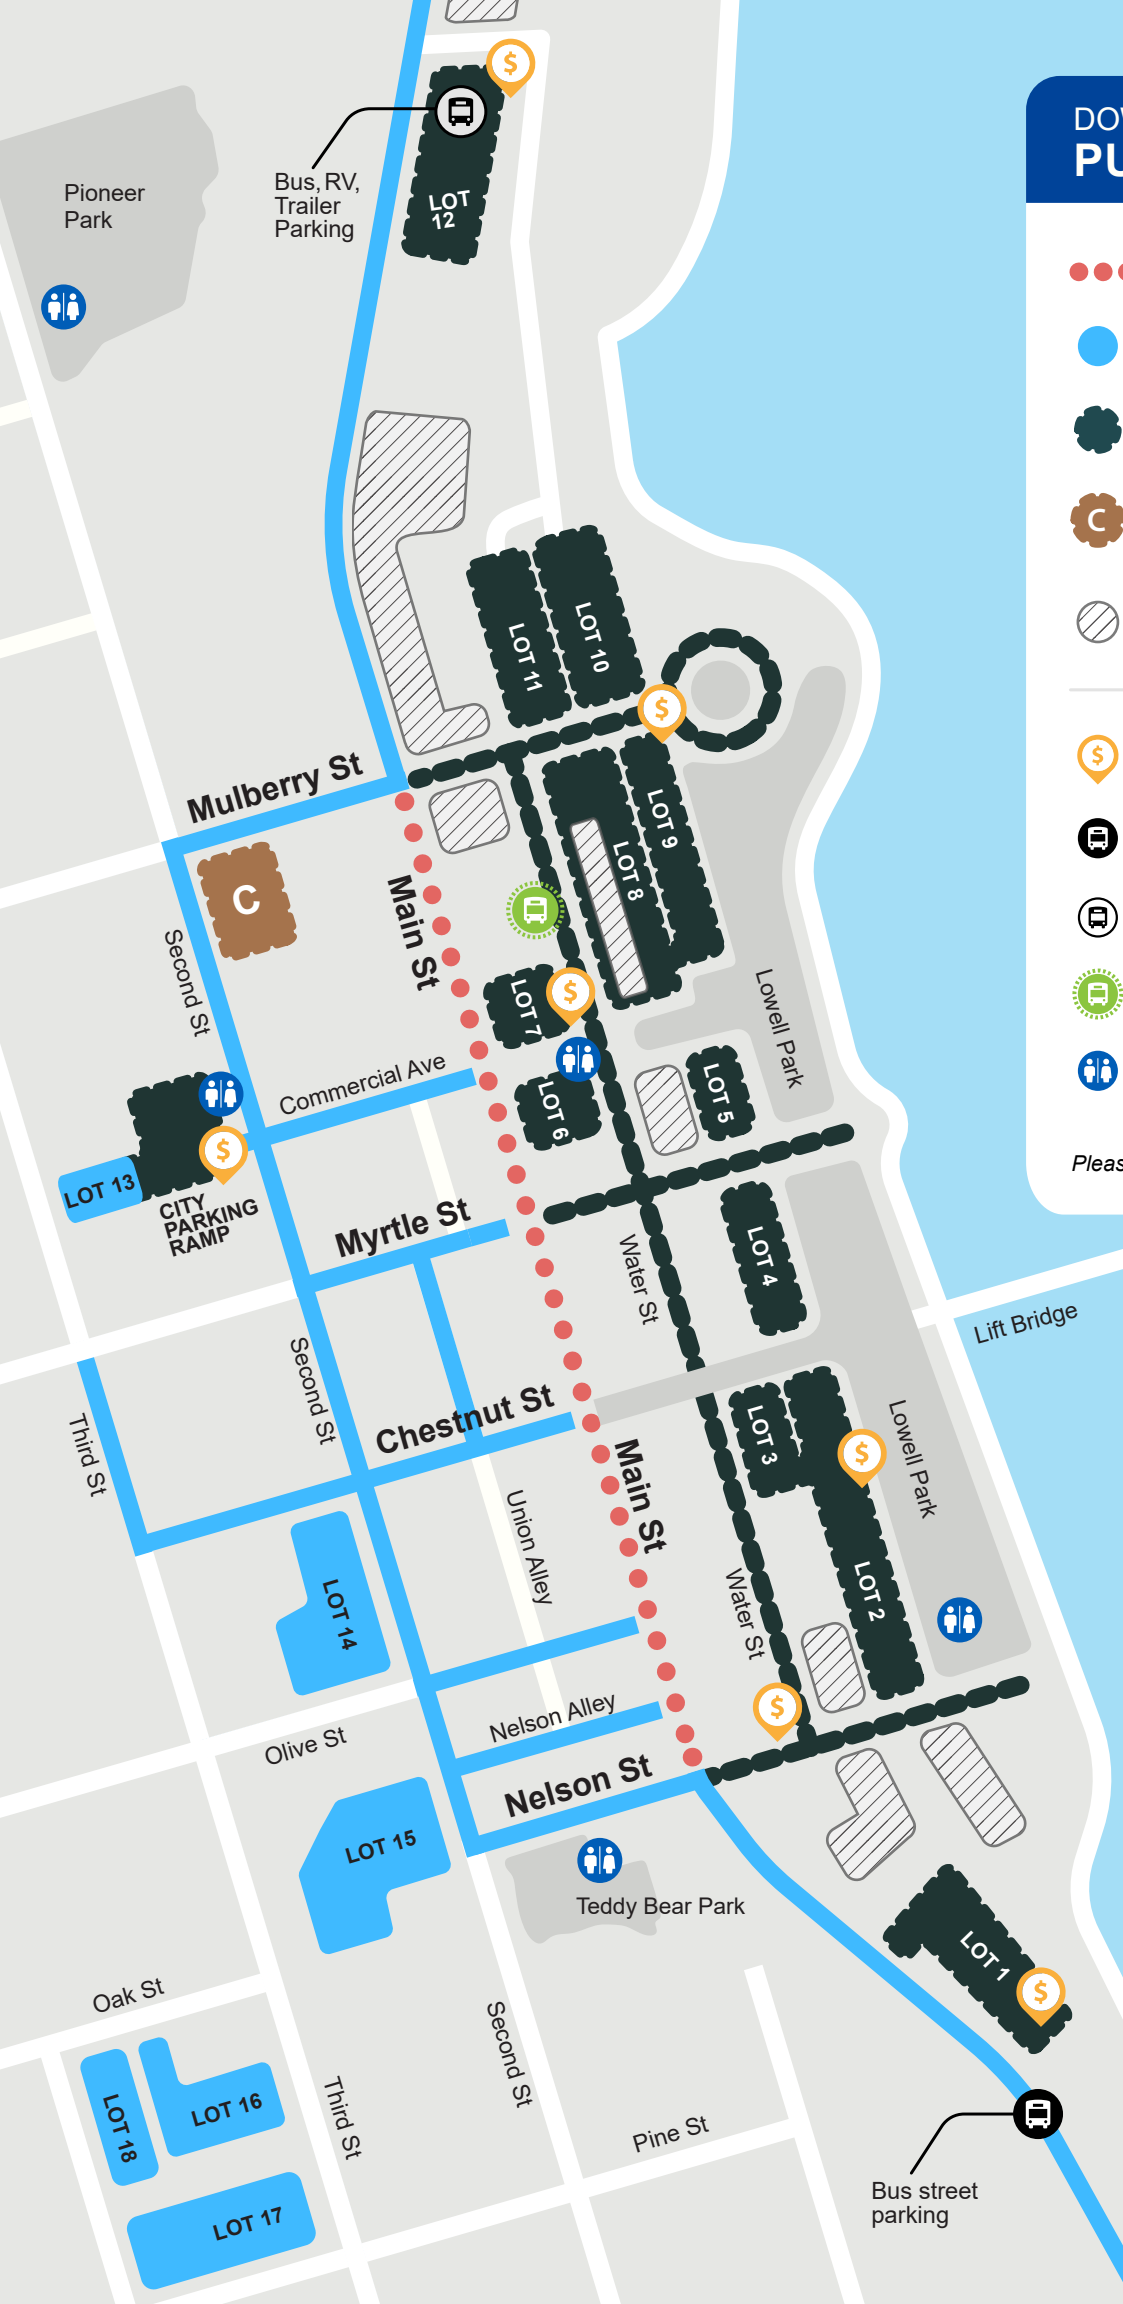 DO
PU
Pioneer
Park
Bus, RV,
Trailer
Parking
LOT
12
LOT 11
LOT 10
C
Mulberry St
C
Main St
LOT 9
LOT 8
Second St
LOT 7
Lowell Park
Commercial Ave
LOT 6
LOT 5
LOT 13
CITY
PARKING
RAMP
Myrtle St
Water St
LOT 4
Pleas
Lift Bridge
Second St
Third St
Chestnut St
LOT 3
Main St
Lowell Park
Union Alley
LOT 14
Water St
LOT 2
Olive St
Nelson Alley
Nelson St
LOT 15
Teddy Bear Park
LOT 1
Oak St
Second St
LOT 18
LOT 16
Third St
Pine St
LOT 17
Bus street
parking